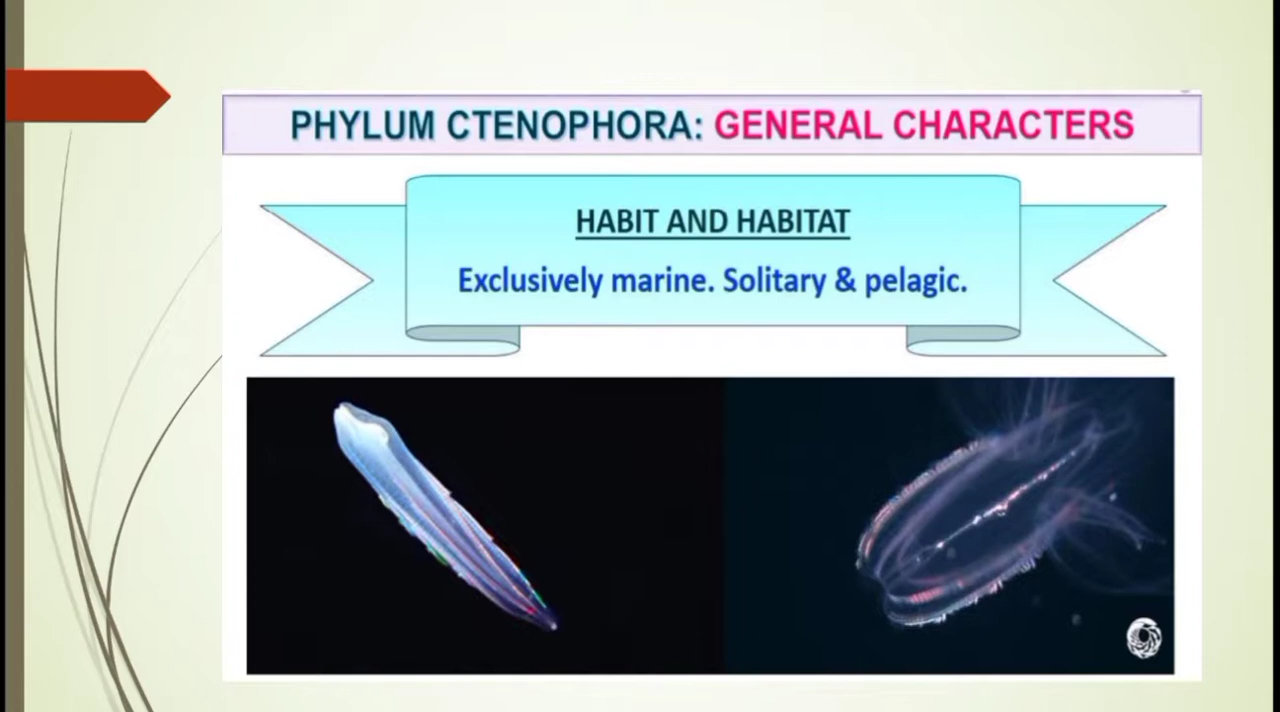 PHYLUM CTENOPHORA: GENERAL CHARACTERS
HABIT AND HABITAT
Exclusively marine. Solitary & pelagic.